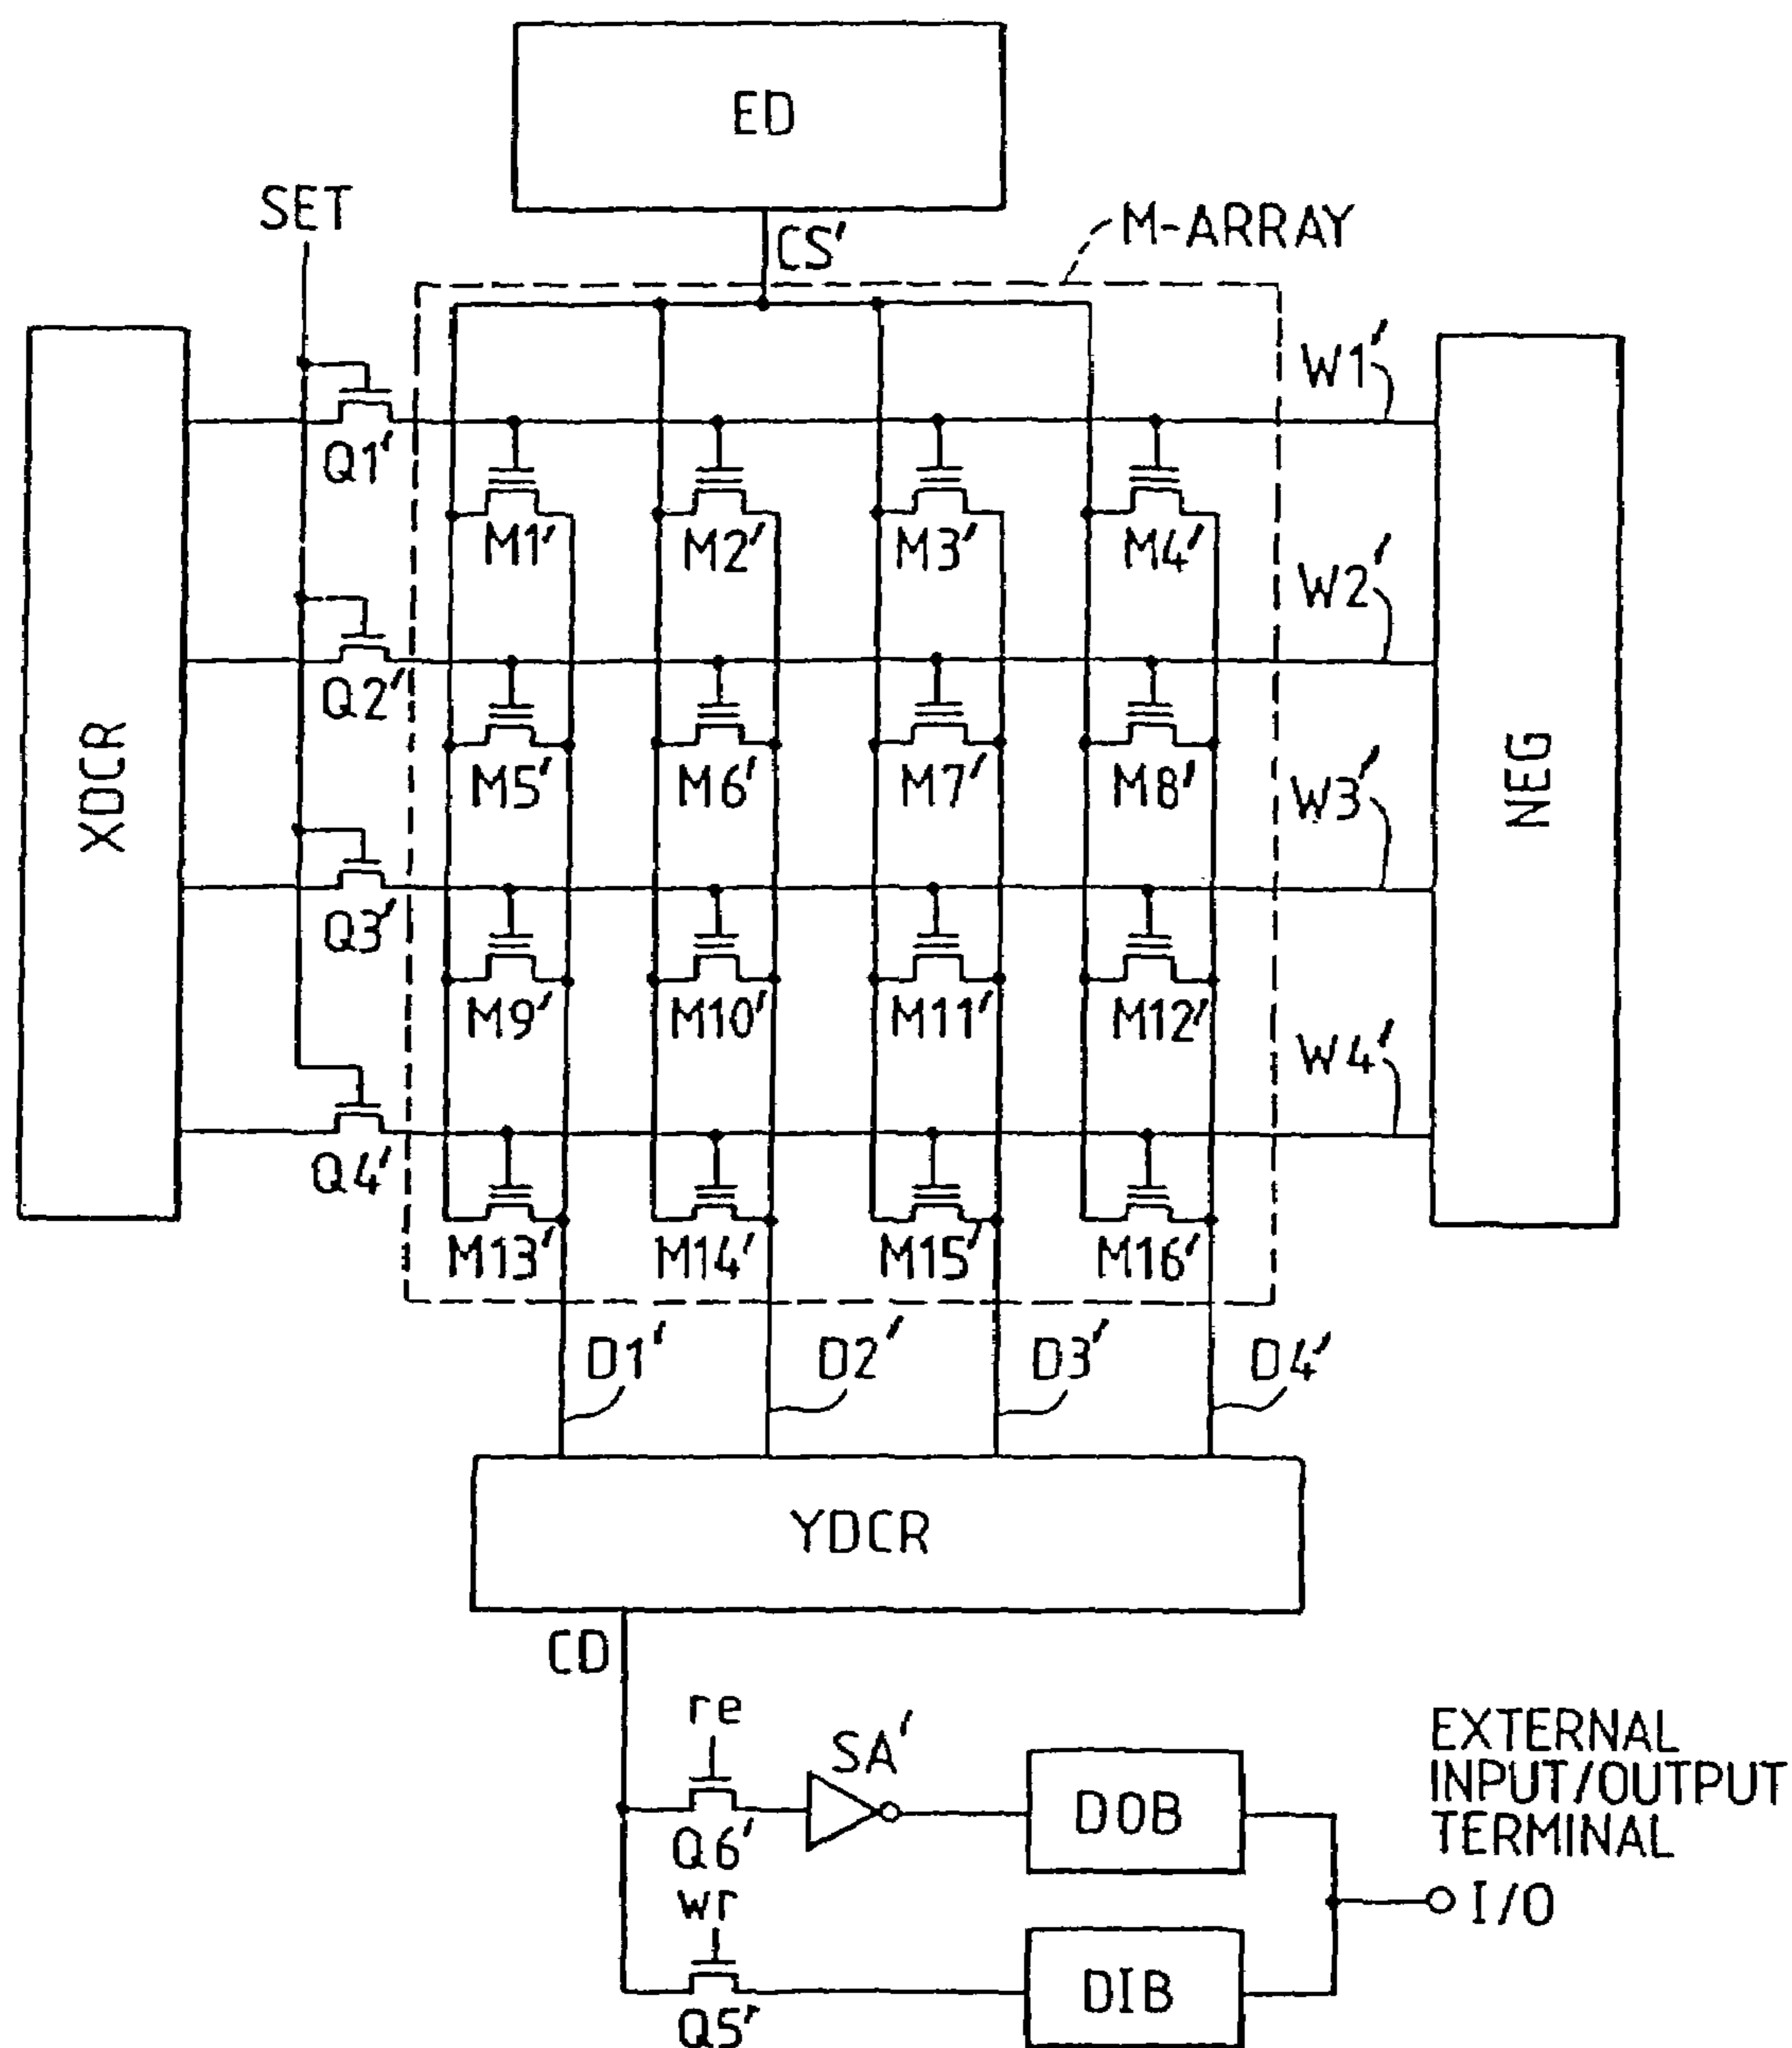 ED
SET
CS'
M-ARRAY
W1'
Q1'
M1' M2' M3' M4'
W2'
Q2'
XDCR
M5' M6' M7' M8'
W3'
NEG
Q3'
M9' M10' M11' M12'
W4'
Q4'
M13' M14' M15' M16'
D1' D2' D3' D4'
YDCR
CD
re
SA'
EXTERNAL
INPUT/OUTPUT
TERMINAL
DOB
Q6'
wr
I/O
DIB
Q5'